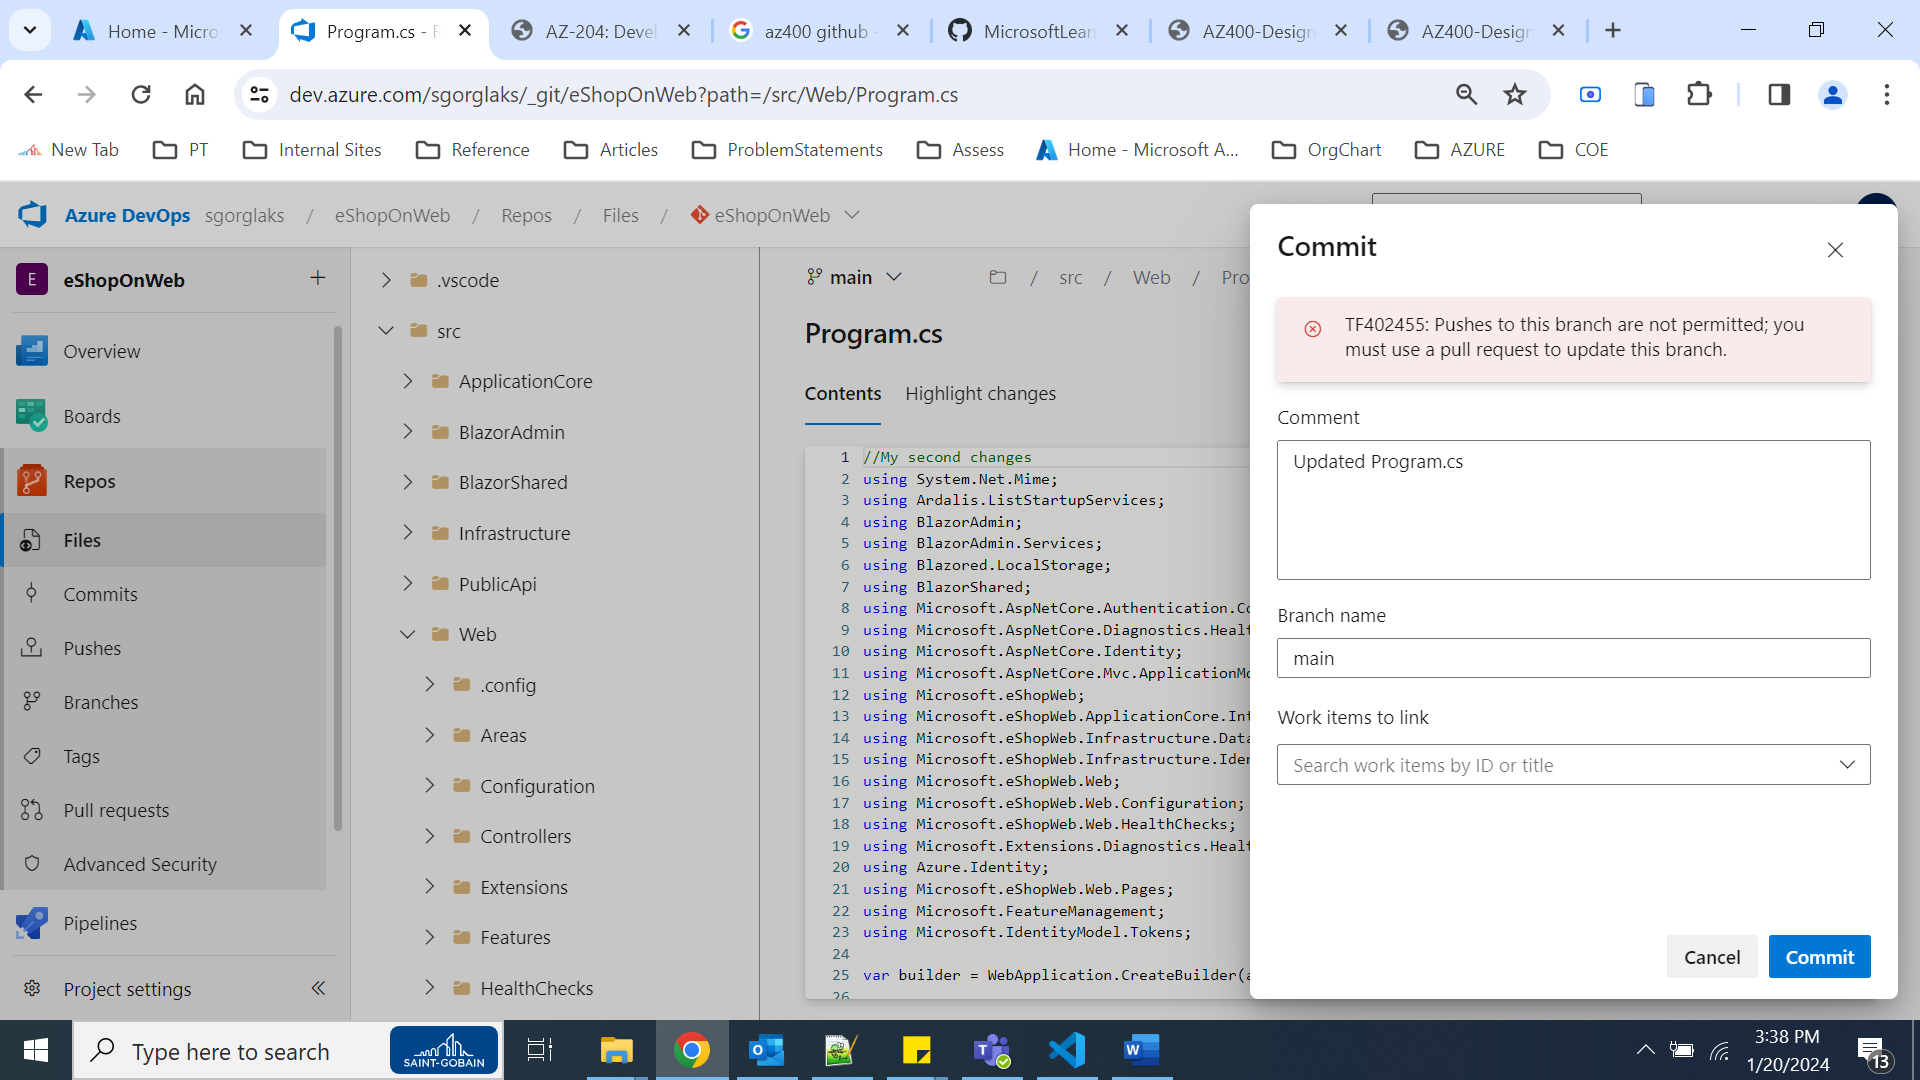 Home - Micro
Program.cs - R
AZ-204: Devel
az400 github -
MicrosoftLearn
AZ400-Design
AZ400-Design
dev.azure.com/sgorglaks/_git/eShopOnWeb?path=/src/Web/Program.cs
New Tab
PT
Internal Sites
Reference
Articles
ProblemStatements
Assess
Home - Microsoft A...
OrgChart
AZURE
COE
Azure DevOps sgorglaks / eShopOnWeb / Repos / Files / eShopOnWeb
E eShopOnWeb
Overview
Boards
Repos
Files
Commits
Pushes
Branches
Tags
Pull requests
Advanced Security
Pipelines
Project settings
.vscode
src
ApplicationCore
BlazorAdmin
BlazorShared
Infrastructure
PublicApi
Web
.config
Areas
Configuration
Controllers
Extensions
Features
HealthChecks
main
/ src / Web / Pro
Program.cs
Contents
Highlight changes
1 //My second changes
2 using System.Net.Mime;
3 using Ardalis.ListStartupServices;
4 using BlazorAdmin;
5 using BlazorAdmin.Services;
6 using Blazored.LocalStorage;
7 using BlazorShared;
8 using Microsoft.AspNetCore.Authentication.Co
9 using Microsoft.AspNetCore.Diagnostics.Healt
10 using Microsoft.AspNetCore.Identity;
11 using Microsoft.AspNetCore.Mvc.ApplicationMo
12 using Microsoft.eShopWeb;
13 using Microsoft.eShopWeb.ApplicationCore.Int
14 using Microsoft.eShopWeb.Infrastructure.Data
15 using Microsoft.eShopWeb.Infrastructure.Iden
16 using Microsoft.eShopWeb.Web;
17 using Microsoft.eShopWeb.Web.Configuration;
18 using Microsoft.eShopWeb.Web.HealthChecks;
19 using Microsoft.Extensions.Diagnostics.Healt
20 using Azure.Identity;
21 using Microsoft.eShopWeb.Web.Pages;
22 using Microsoft.FeatureManagement;
23 using Microsoft.IdentityModel.Tokens;
24
25 var builder = WebApplication.CreateBuilder(a
26
Commit
TF402455: Pushes to this branch are not permitted; you
must use a pull request to update this branch.
Comment
Updated Program.cs
Branch name
main
Work items to link
Search work items by ID or title
Cancel
Commit
Type here to search
SAINT-GOBAIN
3:38 PM
1/20/2024
13